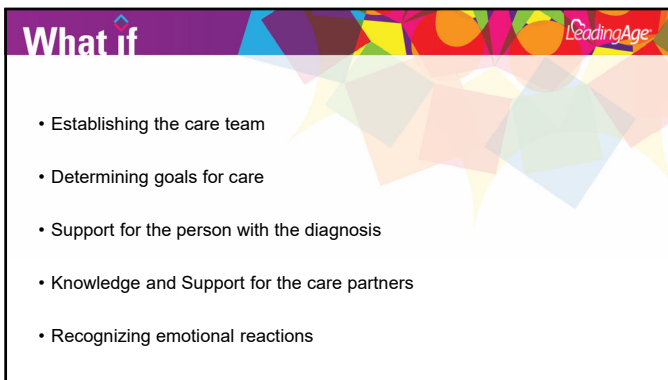 What if
LeadingAge
• Establishing the care team
• Determining goals for care
• Support for the person with the diagnosis
• Knowledge and Support for the care partners
• Recognizing emotional reactions